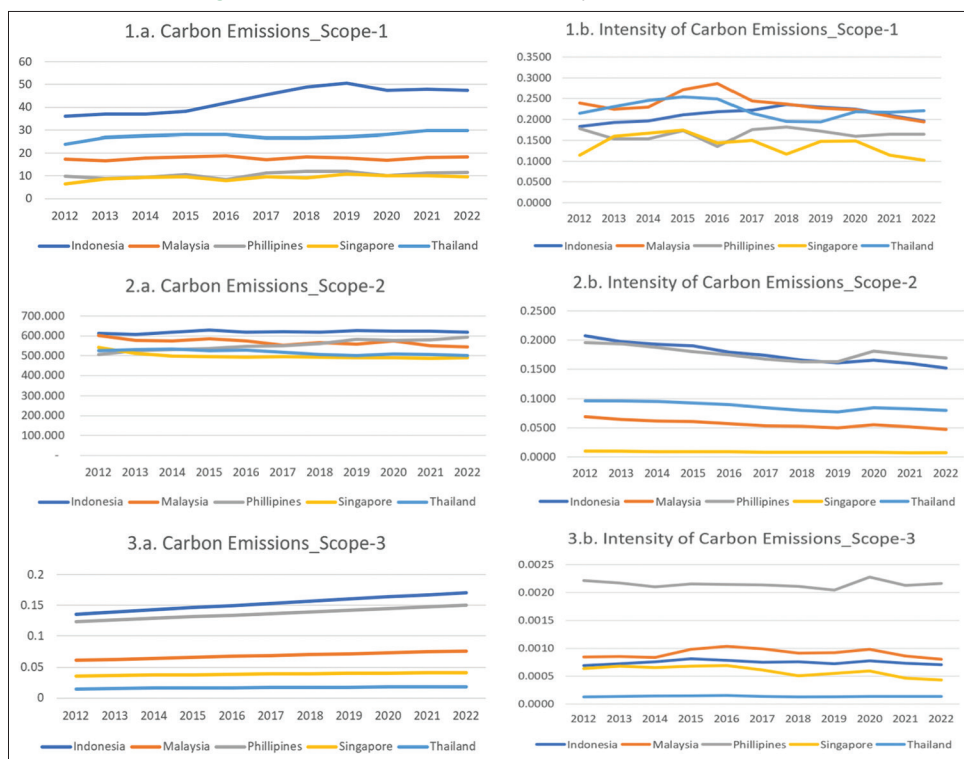 1.a. Carbon Emissions_Scope-1
60
50
40
30
20
10
0
2012 2013 2014 2015 2016 2017 2018 2019 2020 2021 2022
Indonesia Malaysia Phillipines Singapore Thailand
1.b. Intensity of Carbon Emissions_Scope-1
0.3500
0.3000
0.2500
0.2000
0.1500
0.1000
0.0500
0.0000
2012 2013 2014 2015 2016 2017 2018 2019 2020 2021 2022
Indonesia Malaysia Phillipines Singapore Thailand
2.a. Carbon Emissions_Scope-2
700.000
600.000
500.000
400.000
300.000
200.000
100.000
-
2012 2013 2014 2015 2016 2017 2018 2019 2020 2021 2022
Indonesia Malaysia Phillipines Singapore Thailand
2.b. Intensity of Carbon Emissions_Scope-2
0.2500
0.2000
0.1500
0.1000
0.0500
0.0000
2012 2013 2014 2015 2016 2017 2018 2019 2020 2021 2022
Indonesia Malaysia Phillipines Singapore Thailand
3.a. Carbon Emissions_Scope-3
0.2
0.15
0.1
0.05
0
2012 2013 2014 2015 2016 2017 2018 2019 2020 2021 2022
Indonesia Malaysia Phillipines Singapore Thailand
3.b. Intensity of Carbon Emissions_Scope-3
0.0025
0.0020
0.0015
0.0010
0.0005
0.0000
2012 2013 2014 2015 2016 2017 2018 2019 2020 2021 2022
Indonesia Malaysia Phillipines Singapore Thailand